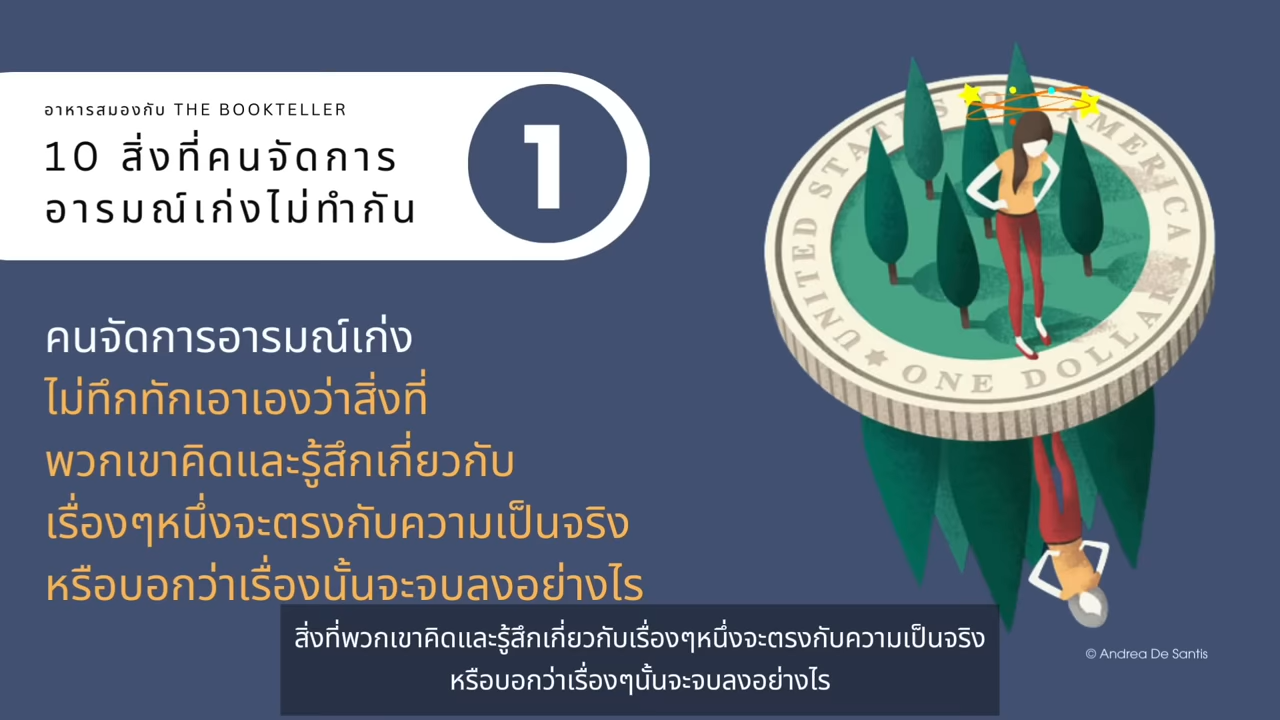 อาหารสมองกับ THE BOOKTELLER
10 สิ่งที่คนจัดการ
อารมณ์เก่งไม่ทำกัน
1
คนจัดการอารมณ์เก่ง
ไม่ทึกทักเอาเองว่าสิ่งที่
พวกเขาคิดและรู้สึกเกี่ยวกับ
เรื่องๆหนึ่งจะตรงกับความเป็นจริง
หรือบอกว่าเรื่องนั้นจะจบลงอย่างไร
UNITED STATES OF AMERICA
ONE DOLLAR
© Andrea De Santis
สิ่งที่พวกเขาคิดและรู้สึกเกี่ยวกับเรื่องๆหนึ่งจะตรงกับความเป็นจริง
หรือบอกว่าเรื่องๆนั้นจะจบลงอย่างไร